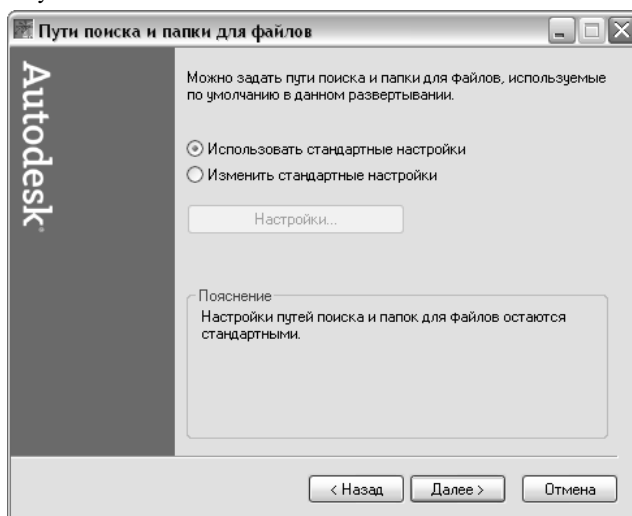 Пути поиска и папки для файлов
Autodesk
Можно задать пути поиска и папки для файлов, используемые
по умолчанию в данном развертывании.
Использовать стандартные настройки
Изменить стандартные настройки
Настройки...
Пояснение
Настройки путей поиска и папок для файлов остаются
стандартными.
< Назад
Далее >
Отмена